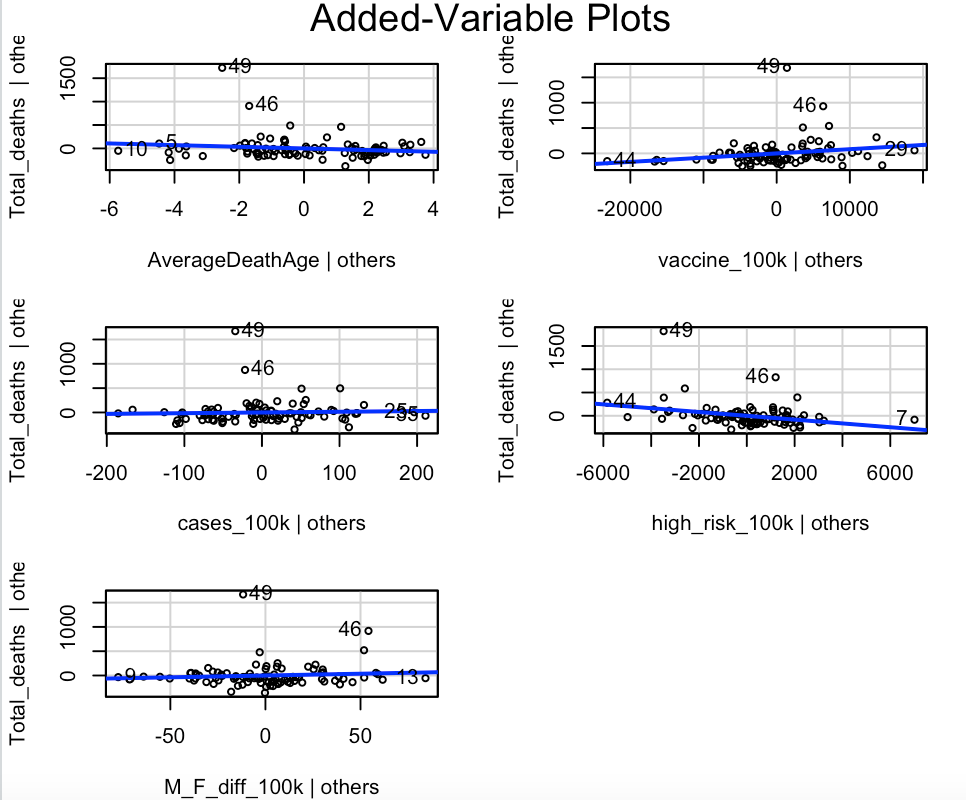 Added-Variable Plots
Total_deaths | othe
1500
0
49
46
10
5
-6 -4 -2 0 2 4
AverageDeathAge | others
Total_deaths | othe
1000
0
49
46
44
29
-20000 0 10000
vaccine_100k | others
Total_deaths | othe
1000
0
49
46
-200 -100 0 100 200
cases_100k | others
Total_deaths | othe
1500
0
49
46
44
7
-6000 -2000 2000 6000
high_risk_100k | others
Total_deaths | othe
1000
0
49
46
9
13
-50 0 50
M_F_diff_100k | others